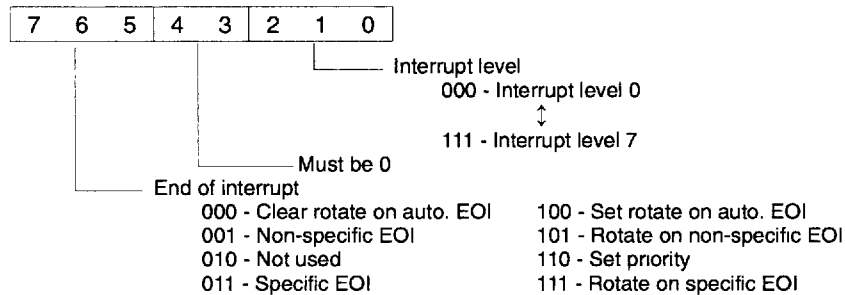 7 6 5 4 3 2 1 0
Interrupt level
000 - Interrupt level 0
↕
111 - Interrupt level 7
Must be 0
End of interrupt
000 - Clear rotate on auto. EOI 100 - Set rotate on auto. EOI
001 - Non-specific EOI 101 - Rotate on non-specific EOI
010 - Not used 110 - Set priority
011 - Specific EOI 111 - Rotate on specific EOI